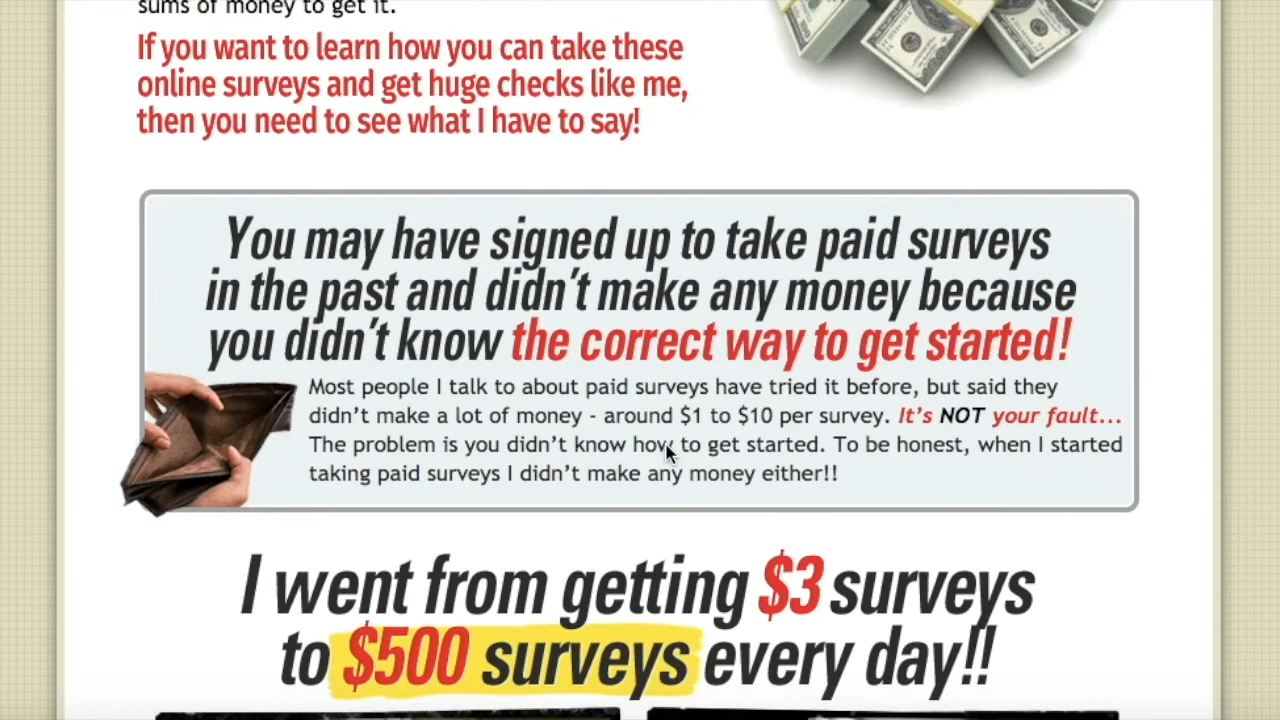 sums of money to get it.
If you want to learn how you can take these
online surveys and get huge checks like me,
then you need to see what I have to say!
You may have signed up to take paid surveys
in the past and didn't make any money because
you didn't know the correct way to get started!
Most people I talk to about paid surveys have tried it before, but said they
didn't make a lot of money - around $1 to $10 per survey. It's NOT your fault...
The problem is you didn't know how to get started. To be honest, when I started
taking paid surveys I didn't make any money either!!
I went from getting $3 surveys
to $500 surveys every day!!